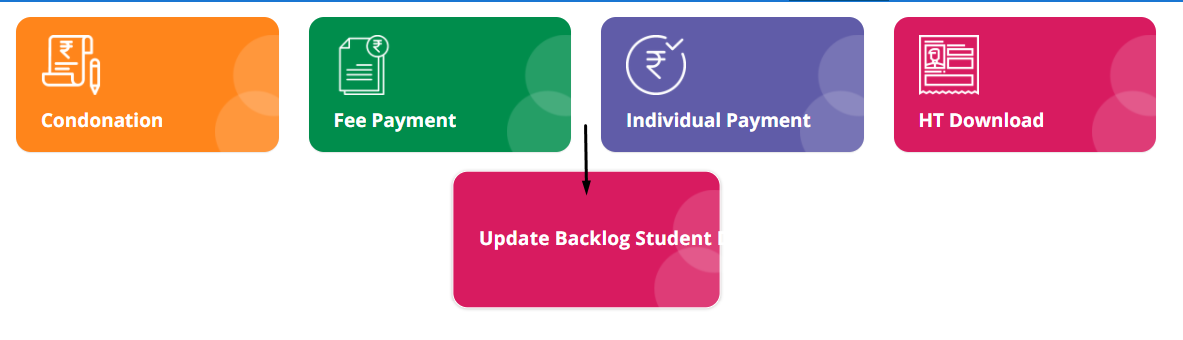 Condonation
Fee Payment
Individual Payment
HT Download
Update Backlog Student